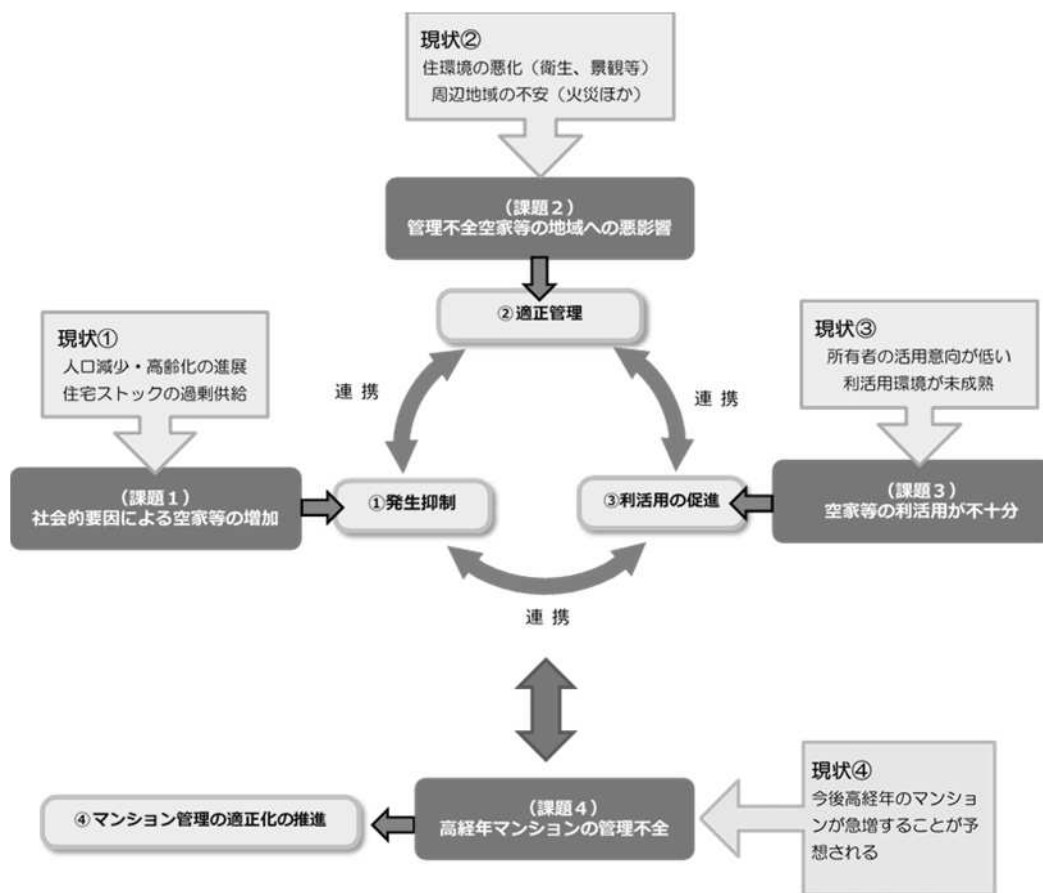 現状②
住環境の悪化（衛生、景観等）
周辺地域の不安（火災ほか）
（課題２）
管理不全空家等の地域への悪影響
②適正管理
現状①
人口減少・高齢化の進展
住宅ストックの過剰供給
現状③
所有者の活用意向が低い
利活用環境が未成熟
連 携
連 携
（課題１）
社会的要因による空家等の増加
①発生抑制
③利活用の促進
（課題３）
空家等の利活用が不十分
連 携
現状④
今後高経年のマンショ
ンが急増することが予
想される
（課題４）
高経年マンションの管理不全
④マンション管理の適正化の推進